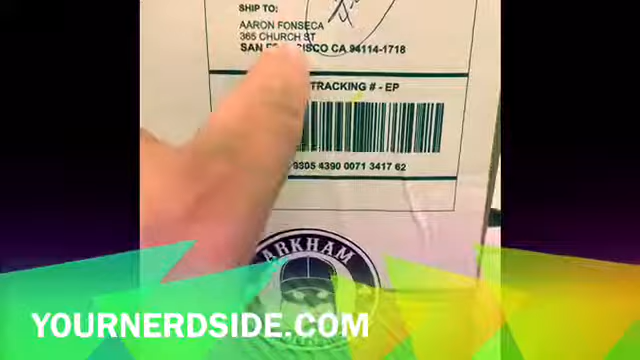 SHIP TO:
AARON FONSECA
365 CHURCH ST
SAN FRANCISCO CA 94114-1718
TRACKING # - EP
9305 4390 0071 3417 62
ARKHAM
YOURNERDSIDE.COM